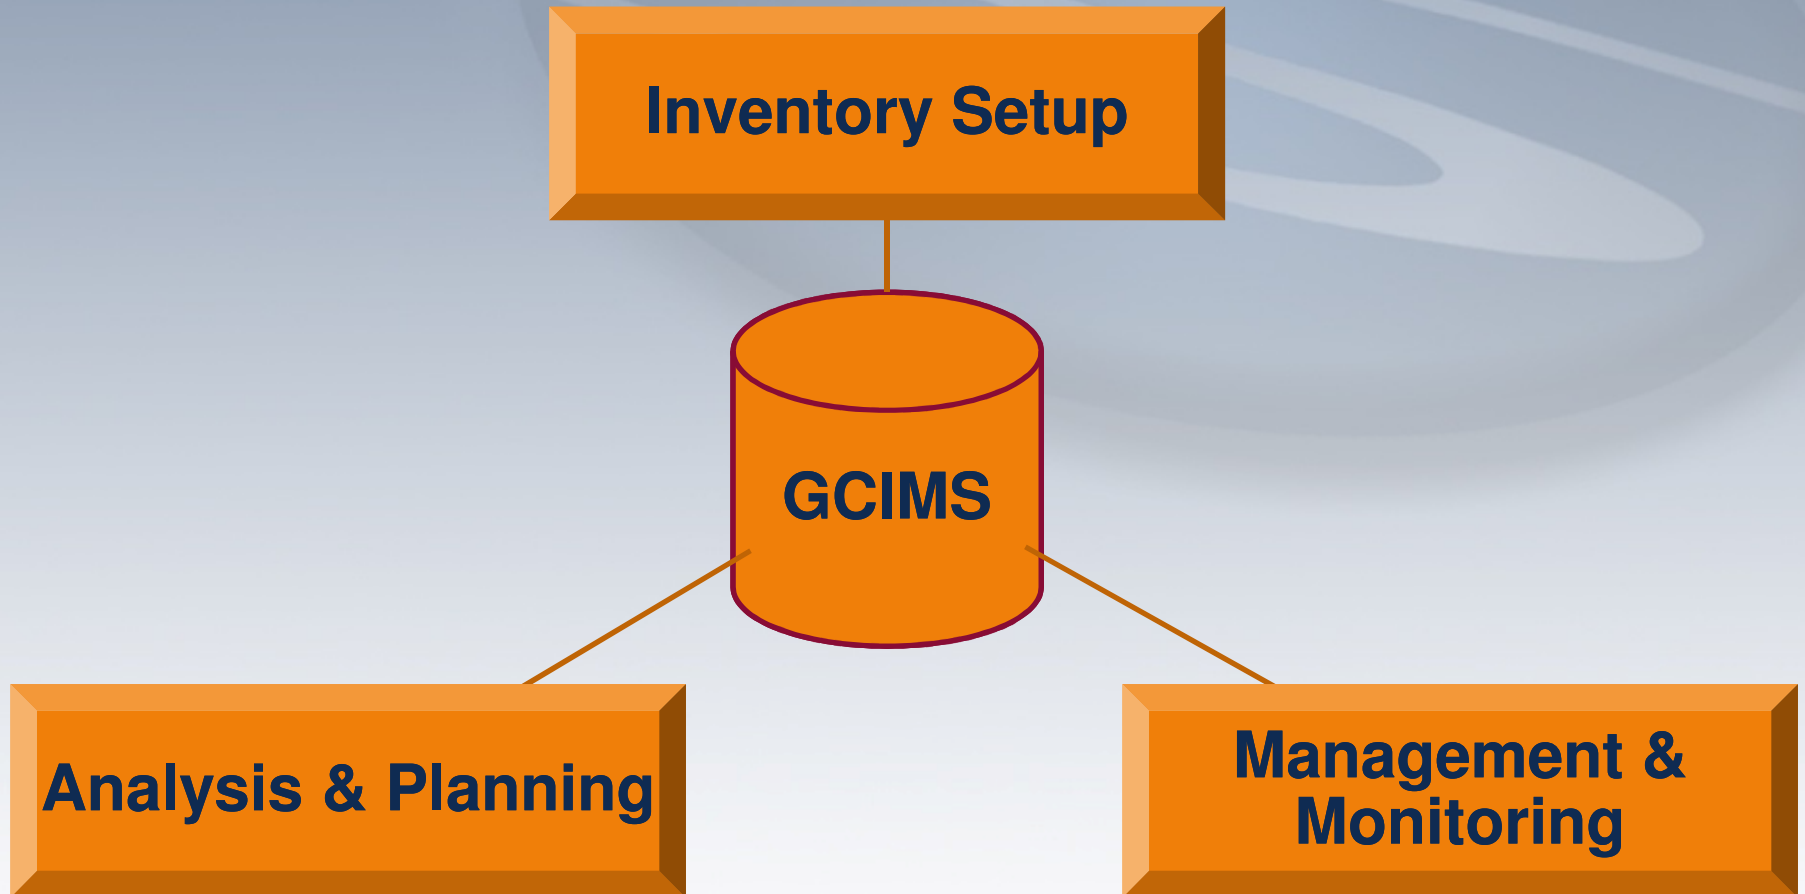 Inventory Setup
GCIMS
Analysis & Planning
Management &
Monitoring